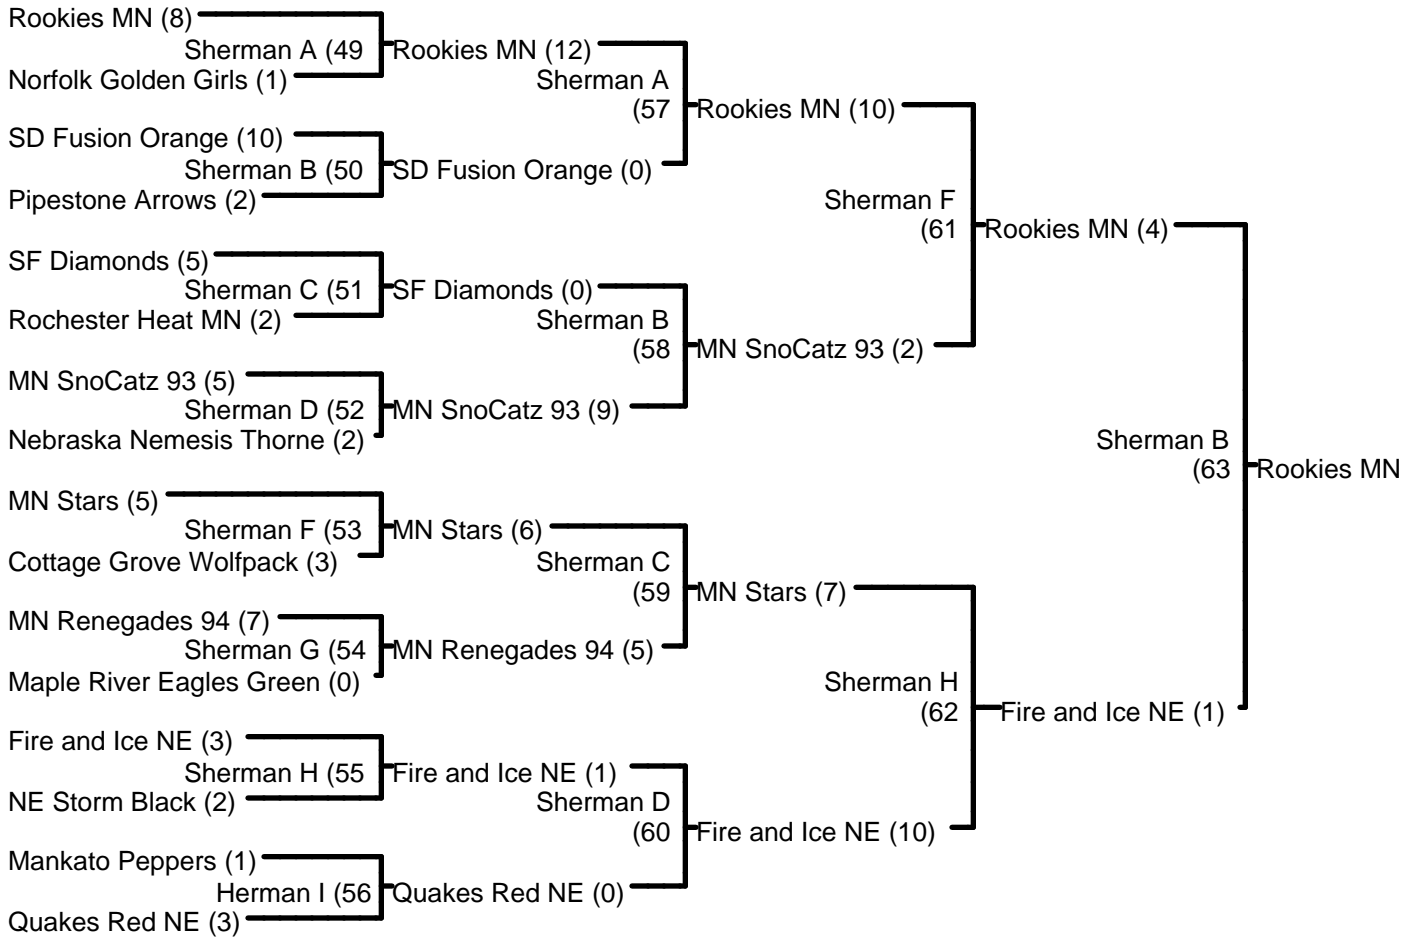 Rookies MN (8)
Sherman A (49
Rookies MN (12)
Norfolk Golden Girls (1)
Sherman A
(57
Rookies MN (10)
SD Fusion Orange (10)
Sherman B (50
SD Fusion Orange (0)
Pipestone Arrows (2)
Sherman F
(61
Rookies MN (4)
SF Diamonds (5)
Sherman C (51
SF Diamonds (0)
Rochester Heat MN (2)
Sherman B
(58
MN SnoCatz 93 (2)
MN SnoCatz 93 (5)
Sherman D (52
MN SnoCatz 93 (9)
Nebraska Nemesis Thorne (2)
Sherman B
(63
Rookies MN
MN Stars (5)
Sherman F (53
MN Stars (6)
Cottage Grove Wolfpack (3)
Sherman C
(59
MN Stars (7)
MN Renegades 94 (7)
Sherman G (54
MN Renegades 94 (5)
Maple River Eagles Green (0)
Sherman H
(62
Fire and Ice NE (1)
Fire and Ice NE (3)
Sherman H (55
Fire and Ice NE (1)
NE Storm Black (2)
Sherman D
(60
Fire and Ice NE (10)
Mankato Peppers (1)
Herman I (56
Quakes Red NE (0)
Quakes Red NE (3)